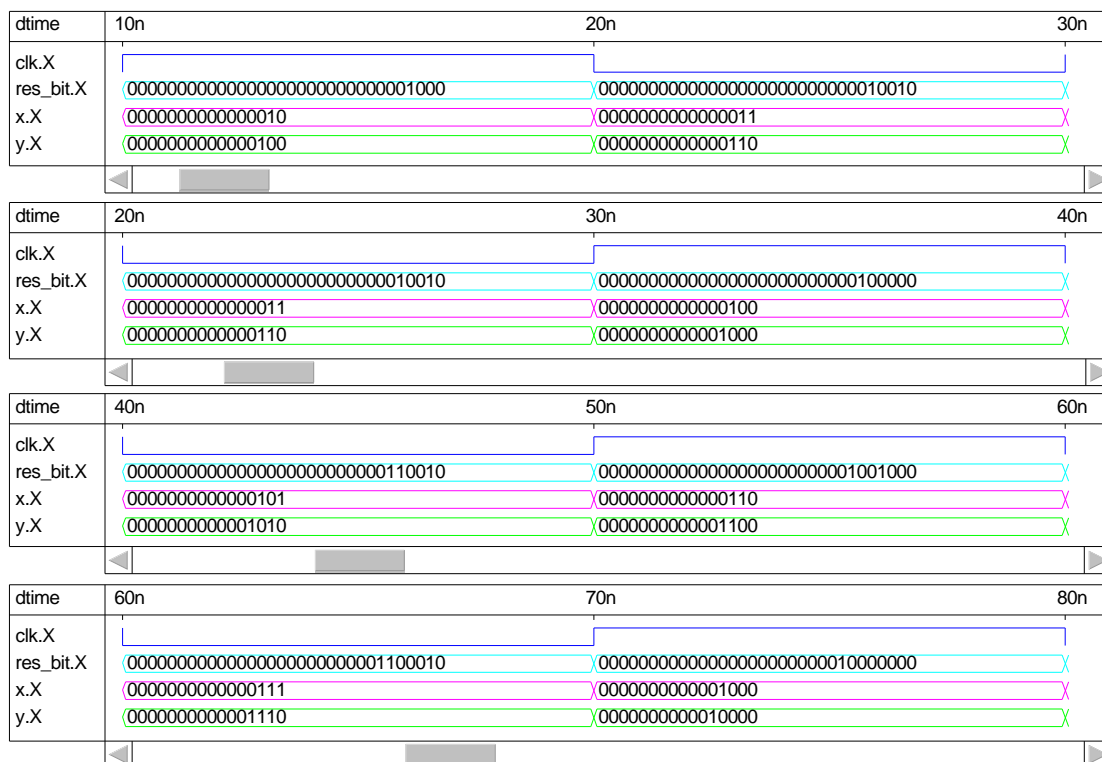 dtime 10n 20n 30n
clk.X
res_bit.X 00000000000000000000000000001000 00000000000000000000000000010010
x.X 0000000000000010 0000000000000011
y.X 0000000000000100 0000000000000110
dtime 20n 30n 40n
clk.X
res_bit.X 00000000000000000000000000010010 00000000000000000000000000100000
x.X 0000000000000011 0000000000000100
y.X 0000000000000110 0000000000001000
dtime 40n 50n 60n
clk.X
res_bit.X 00000000000000000000000000110010 00000000000000000000000001001000
x.X 0000000000000101 0000000000000110
y.X 0000000000001010 0000000000001100
dtime 60n 70n 80n
clk.X
res_bit.X 00000000000000000000000001100010 00000000000000000000000010000000
x.X 0000000000000111 0000000000001000
y.X 0000000000001110 0000000000010000